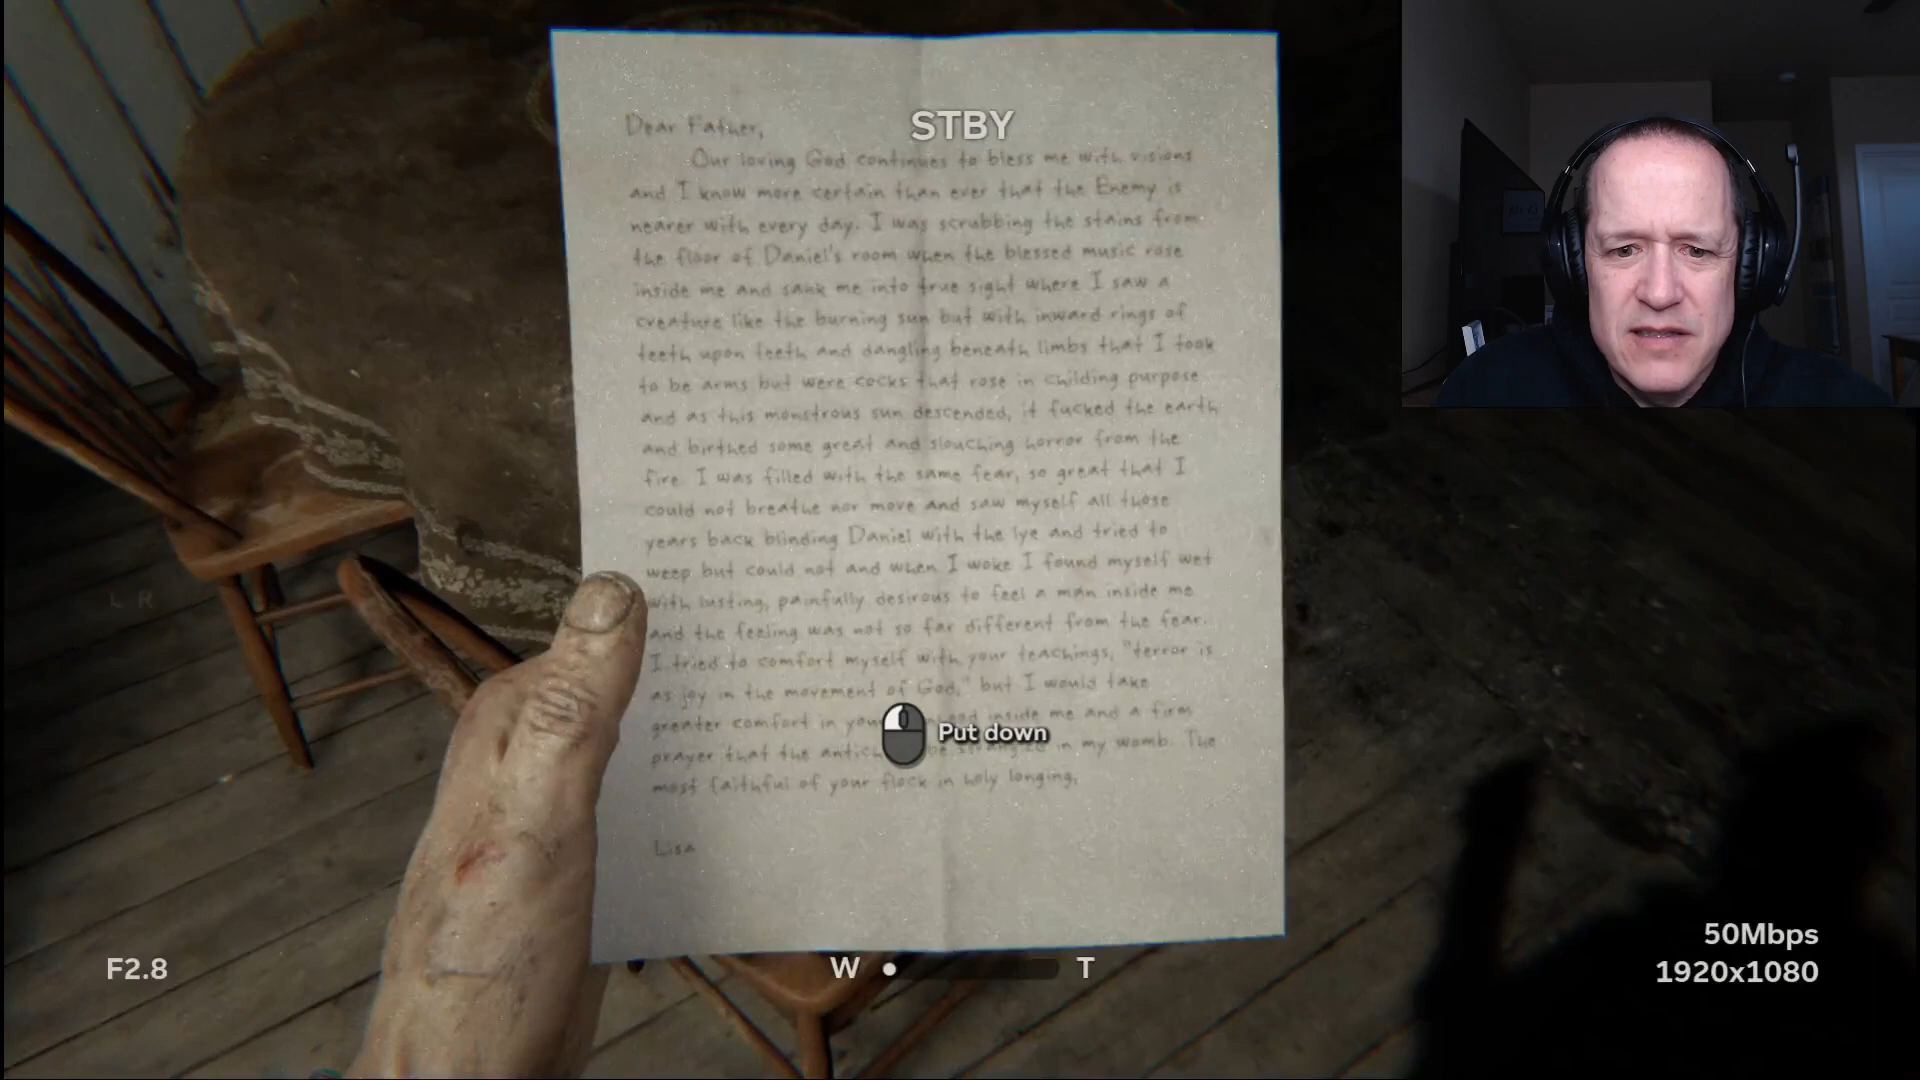 STBY
Dear Father,
Our loving God continues to bless me with visions
and I know more certain than ever that the Enemy is
nearer with every day. I was scrubbing the stains from
the floor of Daniel's room when the blessed music rose
inside me and sank me into true sight where I saw a
creature like the burning sun but with inward rings of
teeth upon teeth and dangling beneath limbs that I took
to be arms but were cocks that rose in childing purpose
and as this monstrous sun descended, it fucked the earth
and birthed some great and slouching horror from the
fire. I was filled with the same fear, so great that I
could not breathe nor move and saw myself all those
years back blinding Daniel with the lye and tried to
weep but could not and when I woke I found myself wet
with lusting, painfully desirous to feel a man inside me
and the feeling was not so far different from the fear.
I tried to comfort myself with your teachings, "terror is
as joy in the movement of God," but I would take
greater comfort in your inside me and a firm
prayer that the be in my womb. The
most faithful of your flock in holy longing,
Lisa
Put down
L R
F2.8
W T
50Mbps
1920x1080